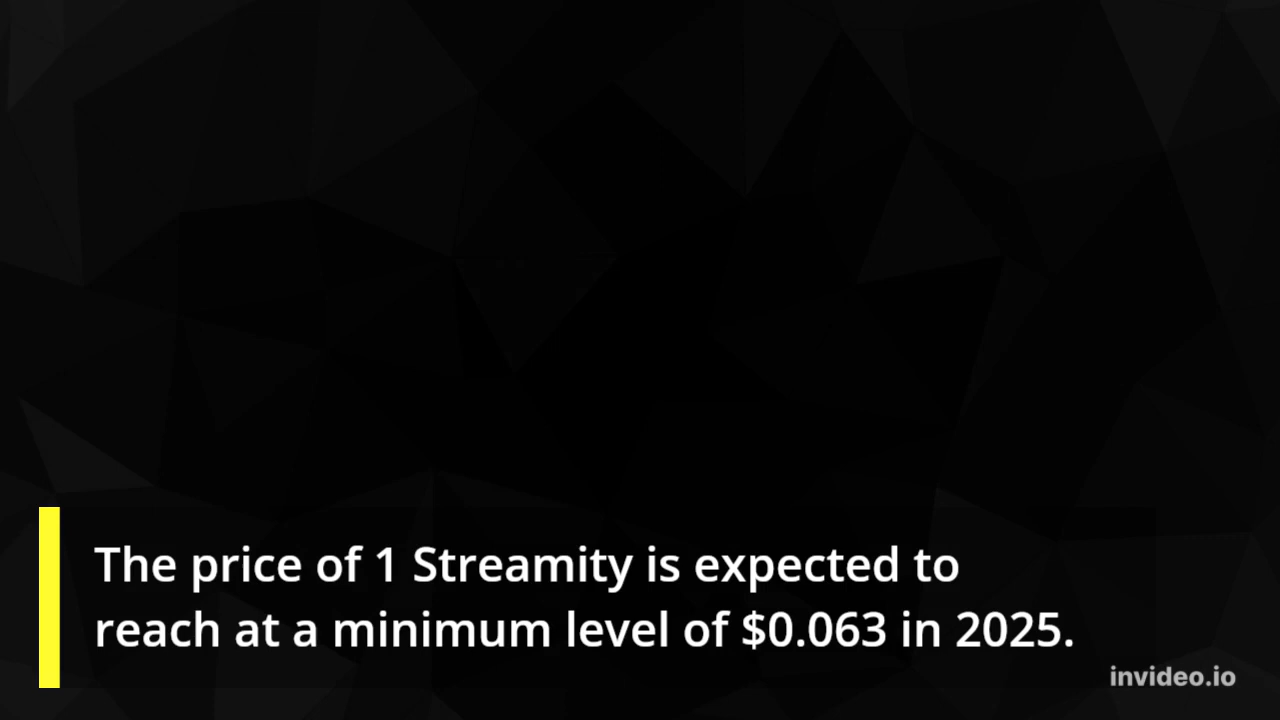 The price of 1 Streamity is expected to
reach at a minimum level of $0.063 in 2025.
invideo.io